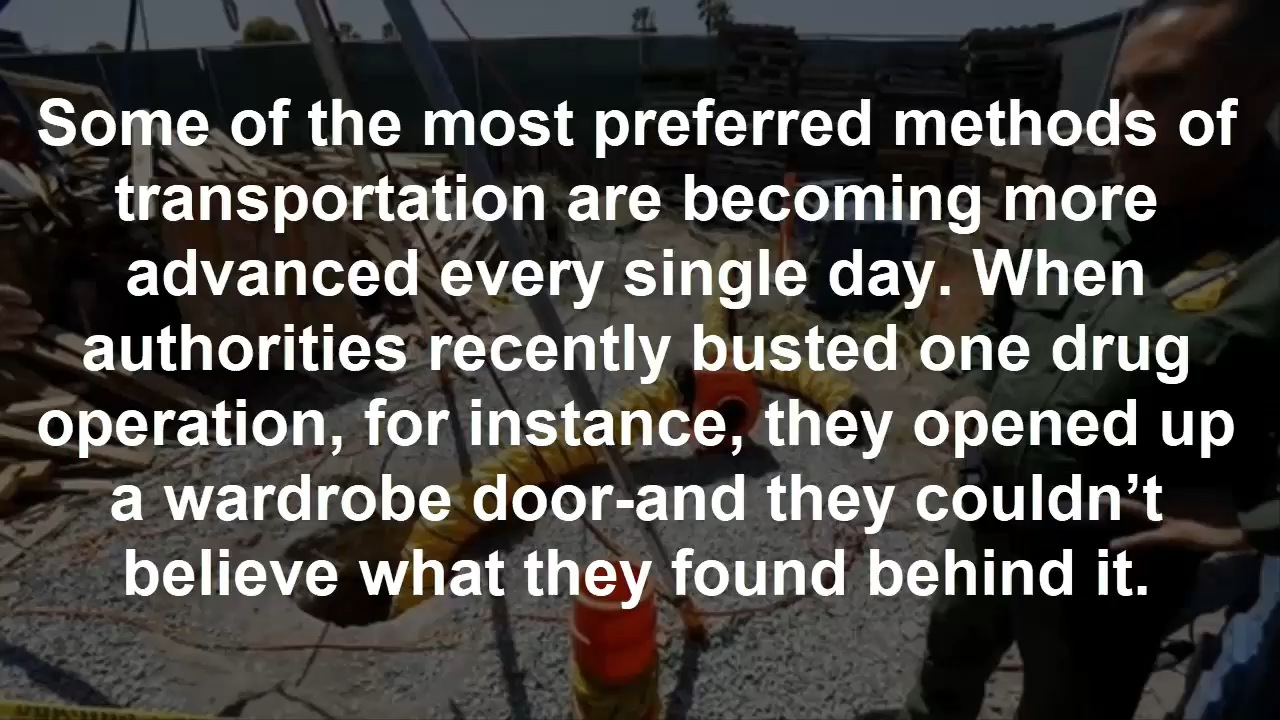 Some of the most preferred methods of
transportation are becoming more
advanced every single day. When
authorities recently busted one drug
operation, for instance, they opened up
a wardrobe door-and they couldn’t
believe what they found behind it.